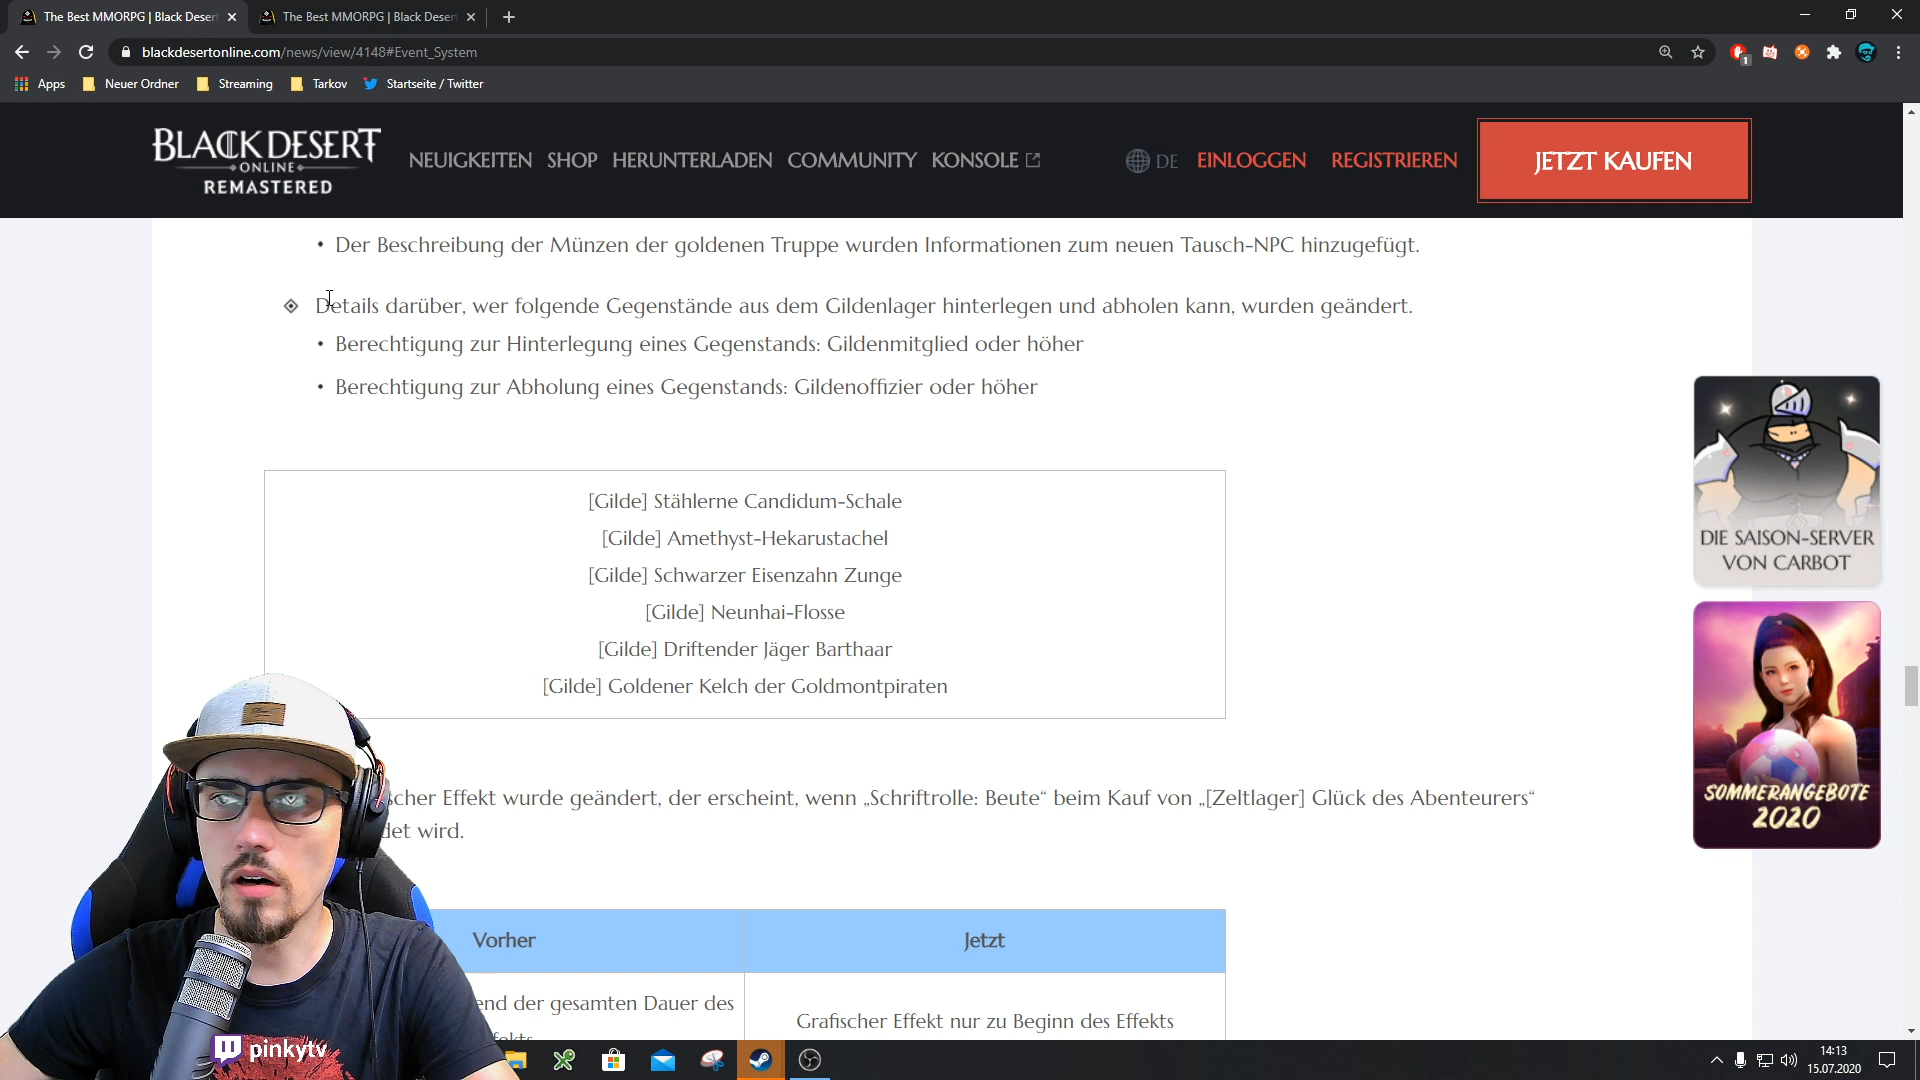 The Best MMORPG | Black Desert
The Best MMORPG | Black Desert
blackdesertonline.com/news/view/4148#Event_System
1
Apps
Neuer Ordner
Streaming
Tarkov
Startseite / Twitter
BLACK DESERT
ONLINE
REMASTERED
NEUIGKEITEN SHOP HERUNTERLADEN COMMUNITY KONSOLE
DE EINLOGGEN REGISTRIEREN JETZT KAUFEN
• Der Beschreibung der Münzen der goldenen Truppe wurden Informationen zum neuen Tausch-NPC hinzugefügt.
Details darüber, wer folgende Gegenstände aus dem Gildenlager hinterlegen und abholen kann, wurden geändert.
• Berechtigung zur Hinterlegung eines Gegenstands: Gildenmitglied oder höher
• Berechtigung zur Abholung eines Gegenstands: Gildenoffizier oder höher
[Gilde] Stählerne Candidum-Schale
[Gilde] Amethyst-Hekarustachel
[Gilde] Schwarzer Eisenzahn Zunge
[Gilde] Neunhai-Flosse
[Gilde] Driftender Jäger Barthaar
[Gilde] Goldener Kelch der Goldmontpiraten
DIE SAISON-SERVER
VON CARBOT
SOMMERANGEBOTE
2020
scher Effekt wurde geändert, der erscheint, wenn „Schriftrolle: Beute“ beim Kauf von „[Zeltlager] Glück des Abenteurers“
det wird.
Vorher
Jetzt
end der gesamten Dauer des
Grafischer Effekt nur zu Beginn des Effekts
pinkytv
14:13
15.07.2020